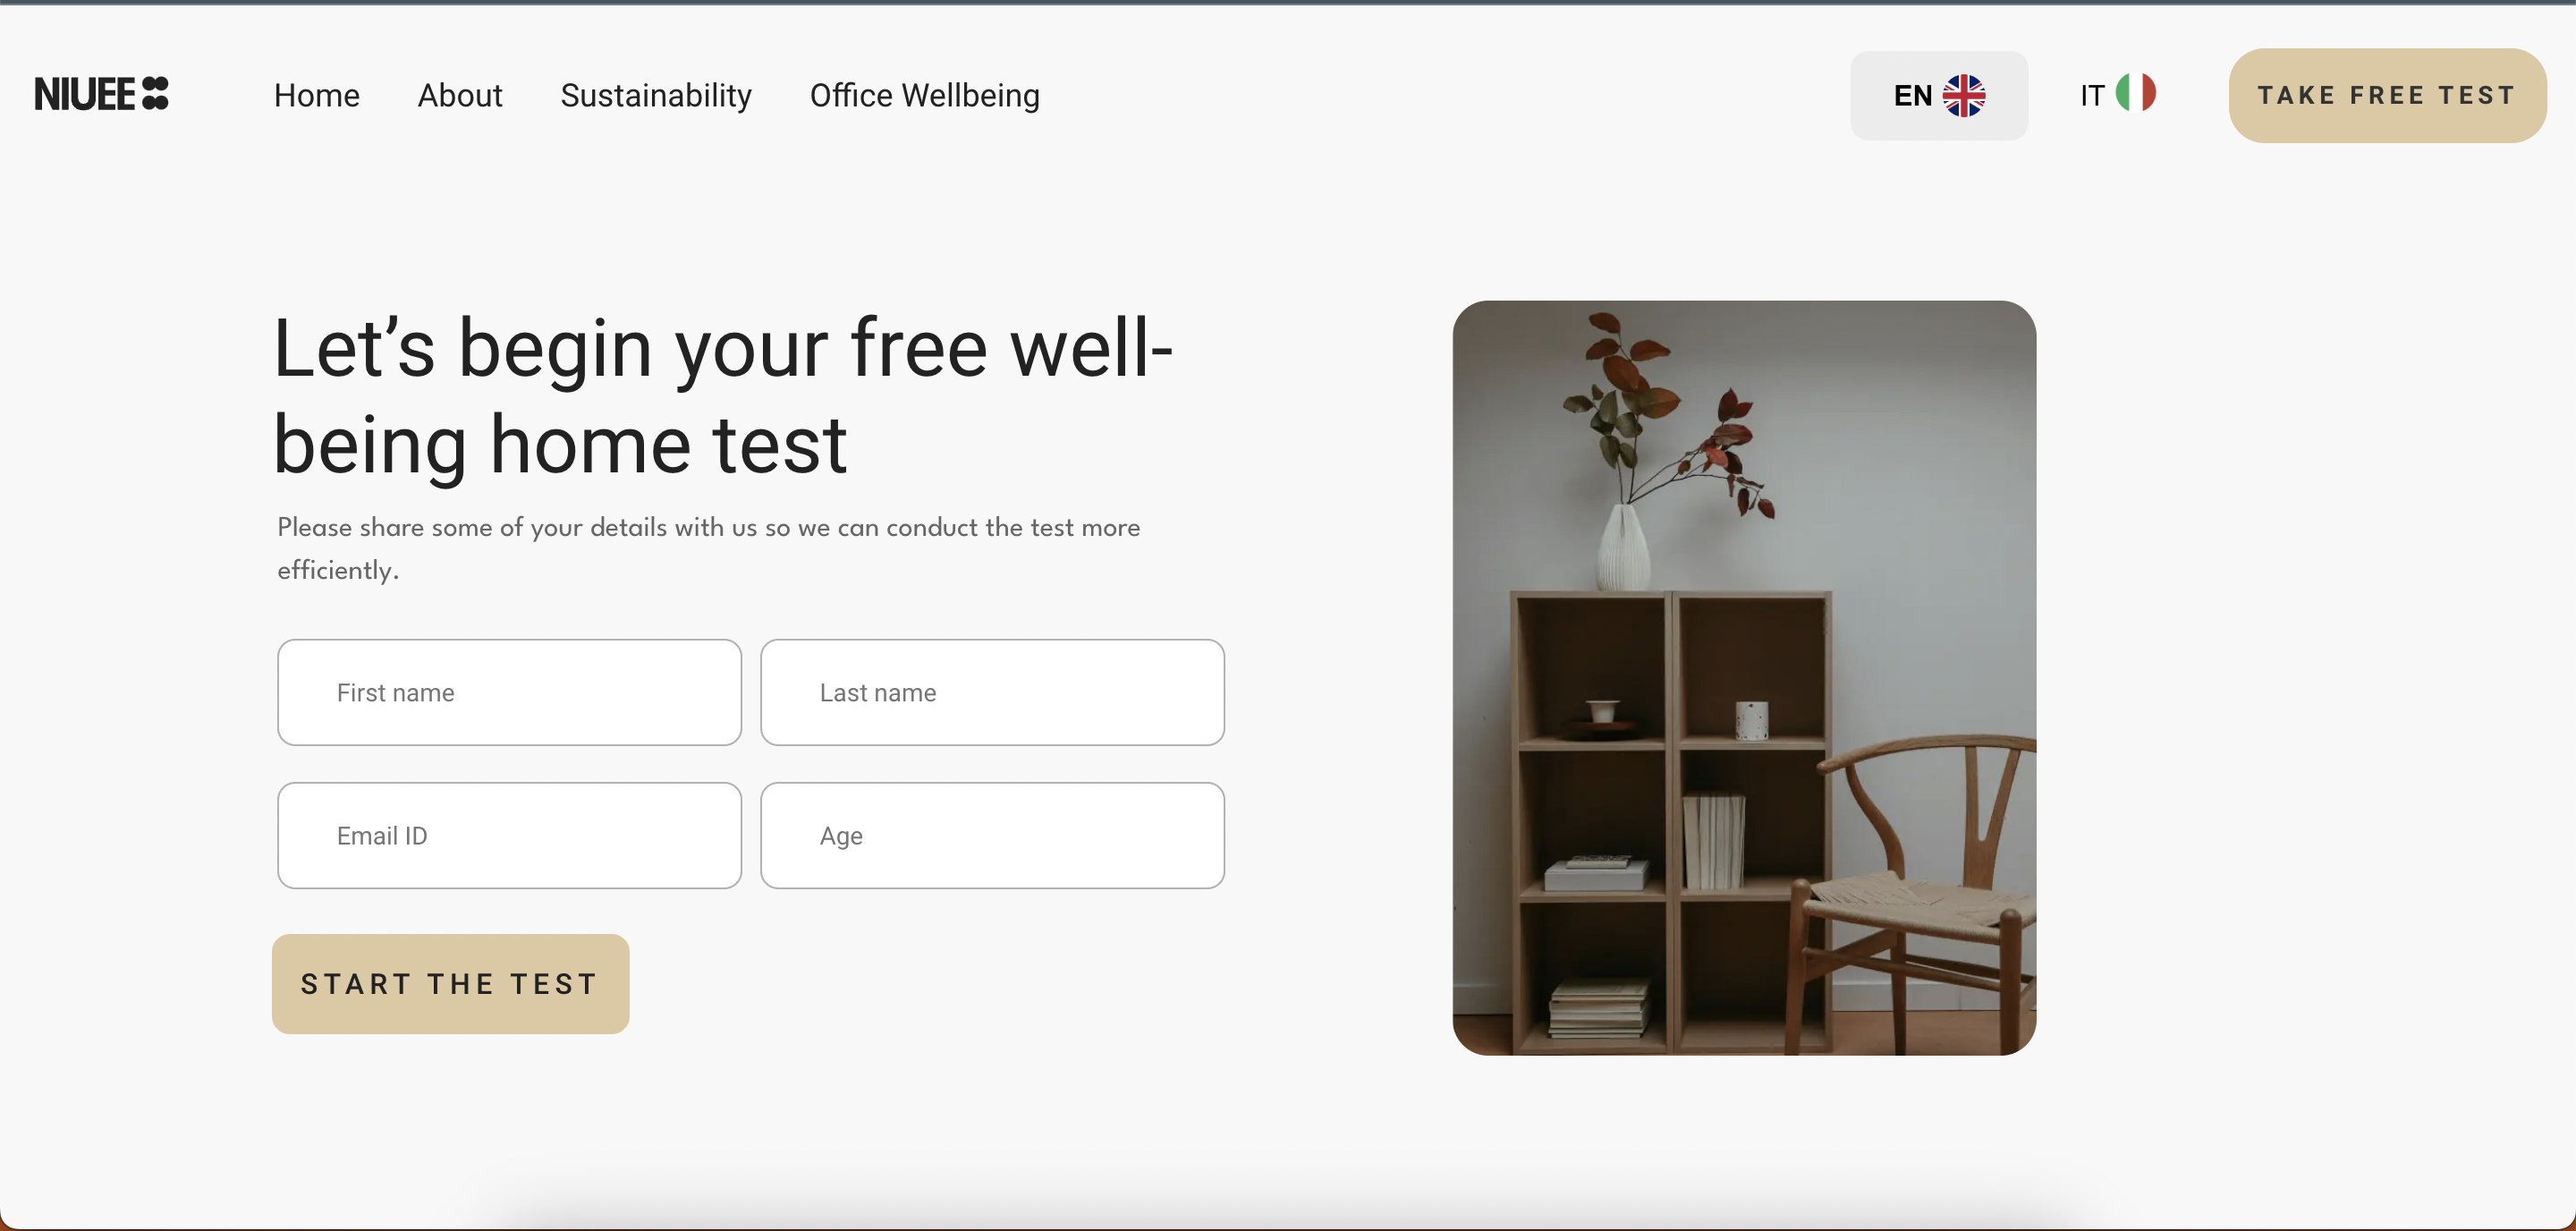 NIUEE
Home
About
Sustainability
Office Wellbeing
EN
IT
TAKE FREE TEST
Let’s begin your free well-
being home test
Please share some of your details with us so we can conduct the test more
efficiently.
First name
Last name
Email ID
Age
START THE TEST